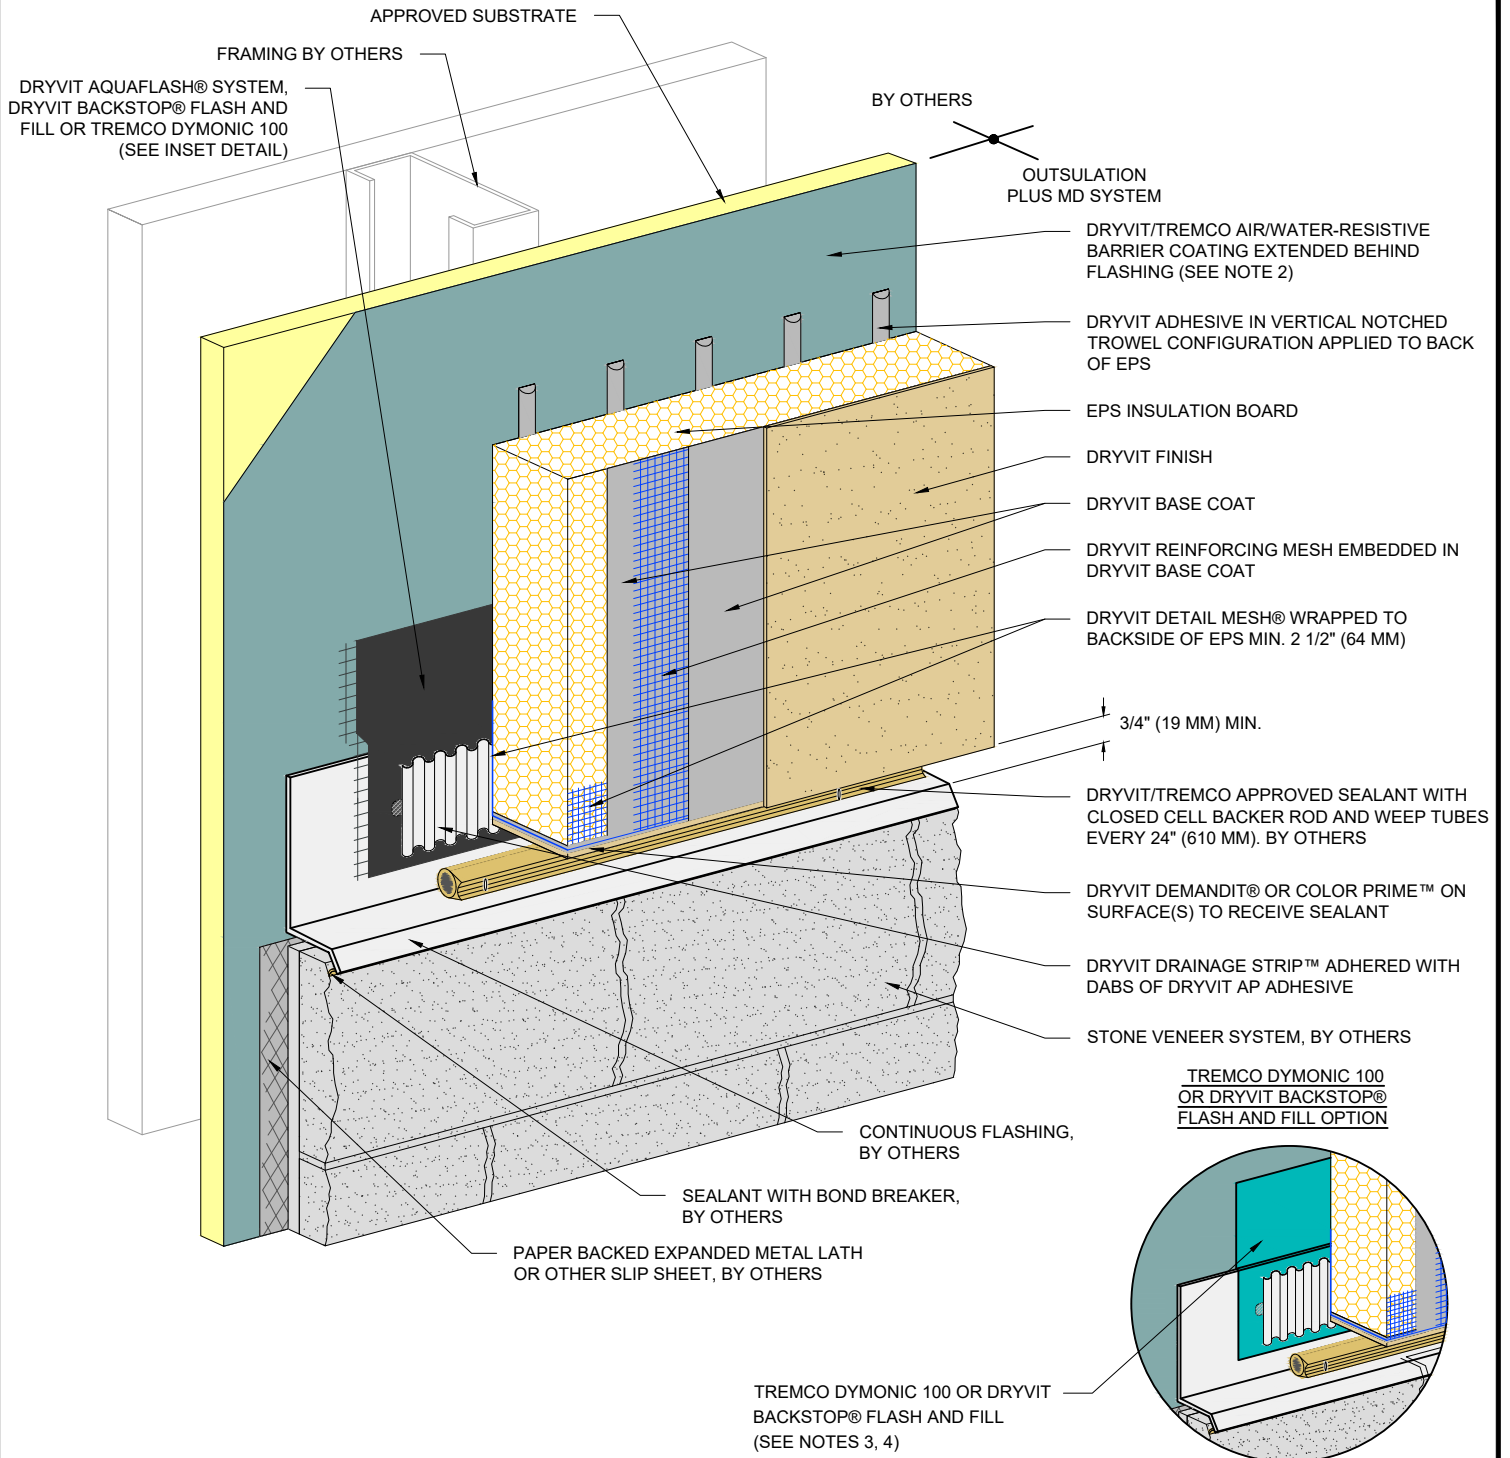 APPROVED SUBSTRATE
FRAMING BY OTHERS
DRYVIT AQUAFLASH® SYSTEM,
DRYVIT BACKSTOP® FLASH AND
FILL OR TREMCO DYMONIC 100
(SEE INSET DETAIL)
BY OTHERS
OUTSULATION
PLUS MD SYSTEM
DRYVIT/TREMCO AIR/WATER-RESISTIVE
BARRIER COATING EXTENDED BEHIND
FLASHING (SEE NOTE 2)
DRYVIT ADHESIVE IN VERTICAL NOTCHED
TROWEL CONFIGURATION APPLIED TO BACK
OF EPS
EPS INSULATION BOARD
DRYVIT FINISH
DRYVIT BASE COAT
DRYVIT REINFORCING MESH EMBEDDED IN
DRYVIT BASE COAT
DRYVIT DETAIL MESH® WRAPPED TO
BACKSIDE OF EPS MIN. 2 1/2" (64 MM)
3/4" (19 MM) MIN.
DRYVIT/TREMCO APPROVED SEALANT WITH
CLOSED CELL BACKER ROD AND WEEP TUBES
EVERY 24" (610 MM). BY OTHERS
DRYVIT DEMANDIT® OR COLOR PRIME™ ON
SURFACE(S) TO RECEIVE SEALANT
DRYVIT DRAINAGE STRIP™ ADHERED WITH
DABS OF DRYVIT AP ADHESIVE
STONE VENEER SYSTEM, BY OTHERS
TREMCO DYMONIC 100
OR DRYVIT BACKSTOP®
FLASH AND FILL OPTION
CONTINUOUS FLASHING,
BY OTHERS
SEALANT WITH BOND BREAKER,
BY OTHERS
PAPER BACKED EXPANDED METAL LATH
OR OTHER SLIP SHEET, BY OTHERS
TREMCO DYMONIC 100 OR DRYVIT
BACKSTOP® FLASH AND FILL
(SEE NOTES 3, 4)